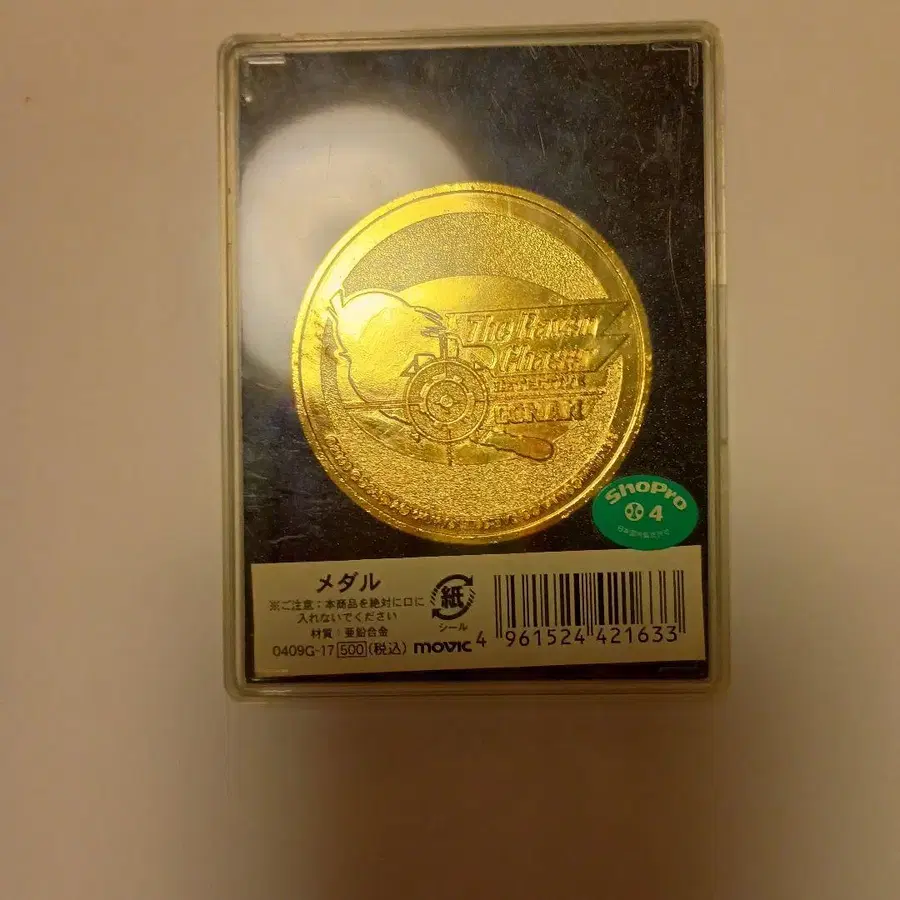 The Raven
Chaser
DETECTIVE
CONAN
ShoPro
4
メダル
※ご注意:本商品を絶対に口に
入れないでください
材質:亜鉛合金
0409G-17 500(税込)
紙
シール
movic
4 961524 421633